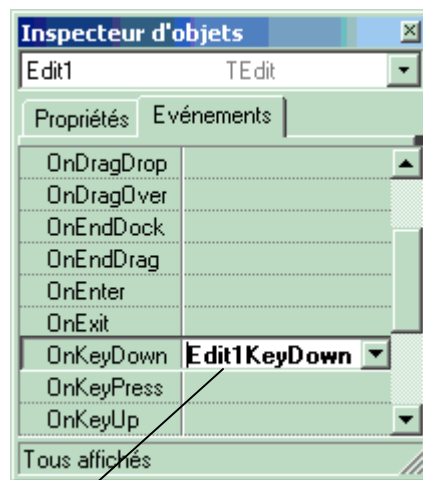 Inspecteur d'objets
Edit1 TEdit
Propriétés Evénements
OnDragDrop
OnDragOver
OnEndDock
OnEndDrag
OnEnter
OnExit
OnKeyDown Edit1KeyDown
OnKeyPress
OnKeyUp
Tous affichés